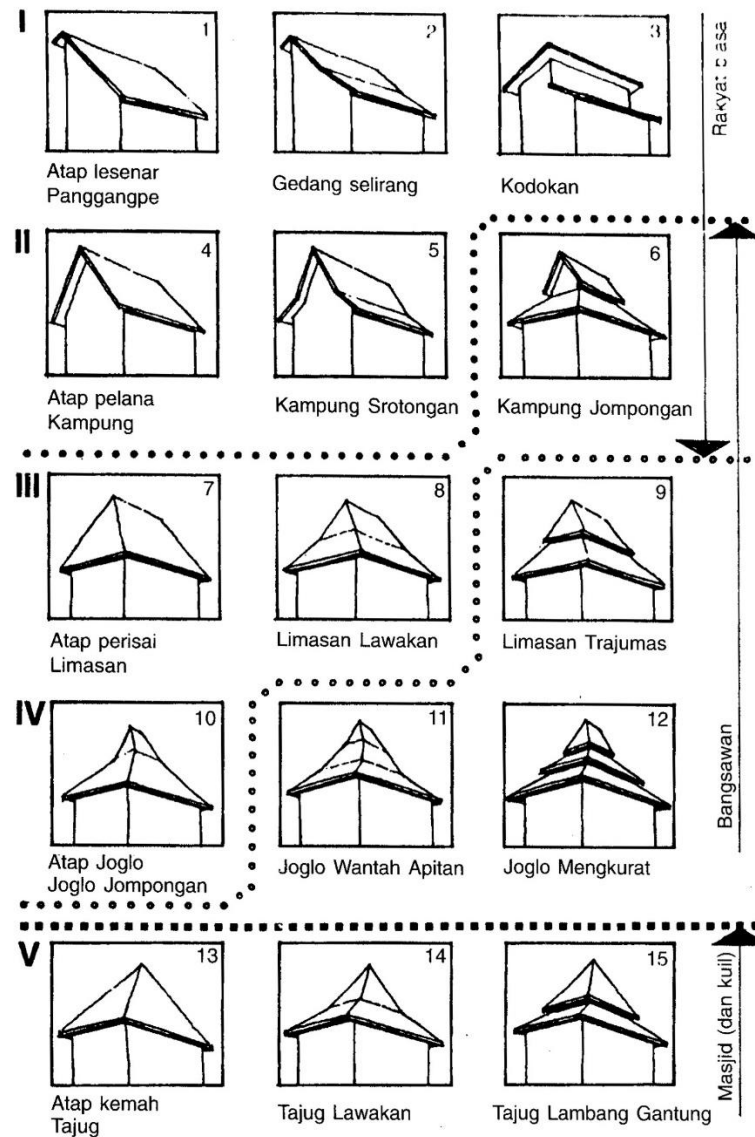 I
1
2
3
Atap lesenar
Panggangpe
Gedang selirang
Kodokan
Rakyat biasa
II
4
5
6
Atap pelana
Kampung
Kampung Srotongan
Kampung Jompongan
III
7
8
9
Atap perisai
Limasan
Limasan Lawakan
Limasan Trajumas
IV
10
11
12
Atap Joglo
Joglo Jompongan
Joglo Wantah Apitan
Joglo Mengkurat
Bangsawan
V
13
14
15
Atap kemah
Tajug
Tajug Lawakan
Tajug Lambang Gantung
Masjid (dan kuil)